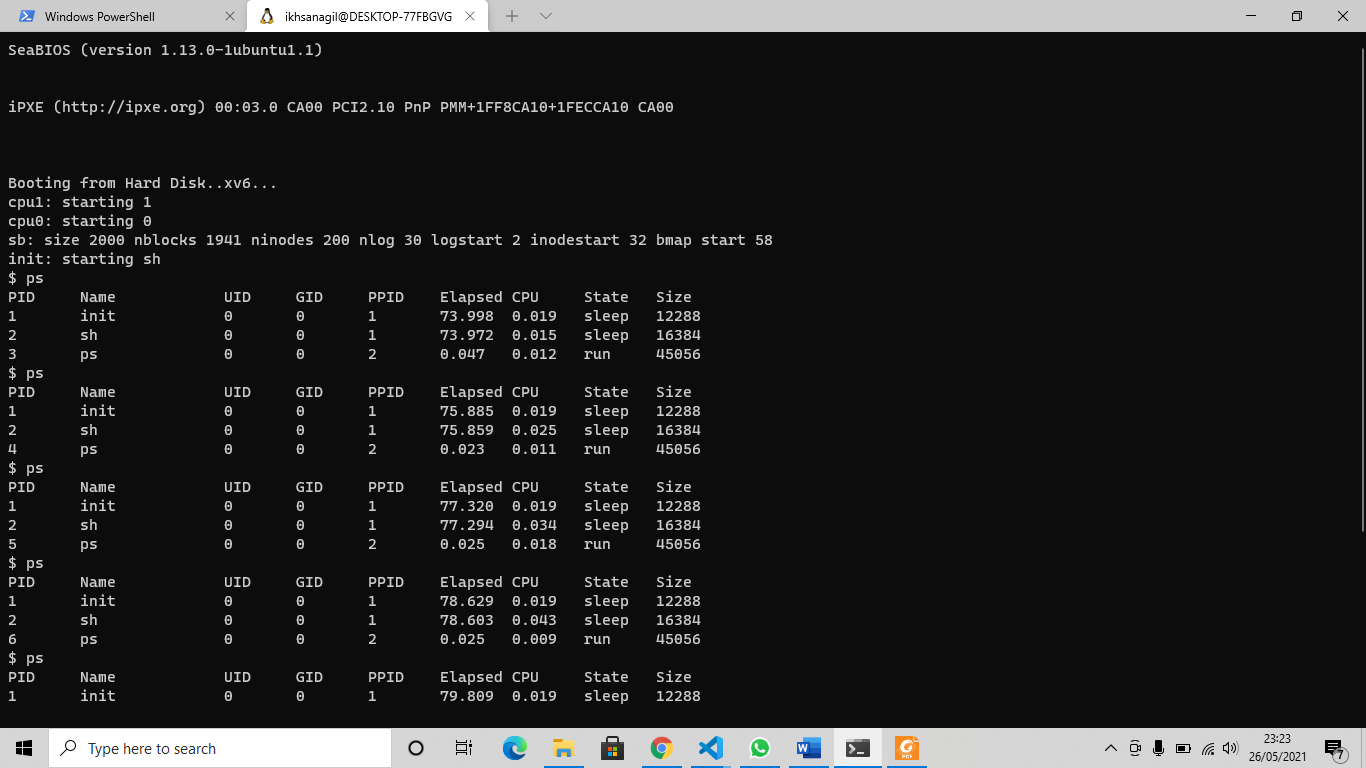 Windows PowerShell
ikhsanagil@DESKTOP-77FBGVG
SeaBIOS (version 1.13.0-1ubuntu1.1)
iPXE (http://ipxe.org) 00:03.0 CA00 PCI2.10 PnP PMM+1FF8CA10+1FECCA10 CA00
Booting from Hard Disk..xv6...
cpu1: starting 1
cpu0: starting 0
sb: size 2000 nblocks 1941 ninodes 200 nlog 30 logstart 2 inodestart 32 bmap start 58
init: starting sh
$ ps
PID Name UID GID PPID Elapsed CPU State Size
1 init 0 0 1 73.998 0.019 sleep 12288
2 sh 0 0 1 73.972 0.015 sleep 16384
3 ps 0 0 2 0.047 0.012 run 45056
$ ps
PID Name UID GID PPID Elapsed CPU State Size
1 init 0 0 1 75.885 0.019 sleep 12288
2 sh 0 0 1 75.859 0.025 sleep 16384
4 ps 0 0 2 0.023 0.011 run 45056
$ ps
PID Name UID GID PPID Elapsed CPU State Size
1 init 0 0 1 77.320 0.019 sleep 12288
2 sh 0 0 1 77.294 0.034 sleep 16384
5 ps 0 0 2 0.025 0.018 run 45056
$ ps
PID Name UID GID PPID Elapsed CPU State Size
1 init 0 0 1 78.629 0.019 sleep 12288
2 sh 0 0 1 78.603 0.043 sleep 16384
6 ps 0 0 2 0.025 0.009 run 45056
$ ps
PID Name UID GID PPID Elapsed CPU State Size
1 init 0 0 1 79.809 0.019 sleep 12288
Type here to search
23:23
26/05/2021
7